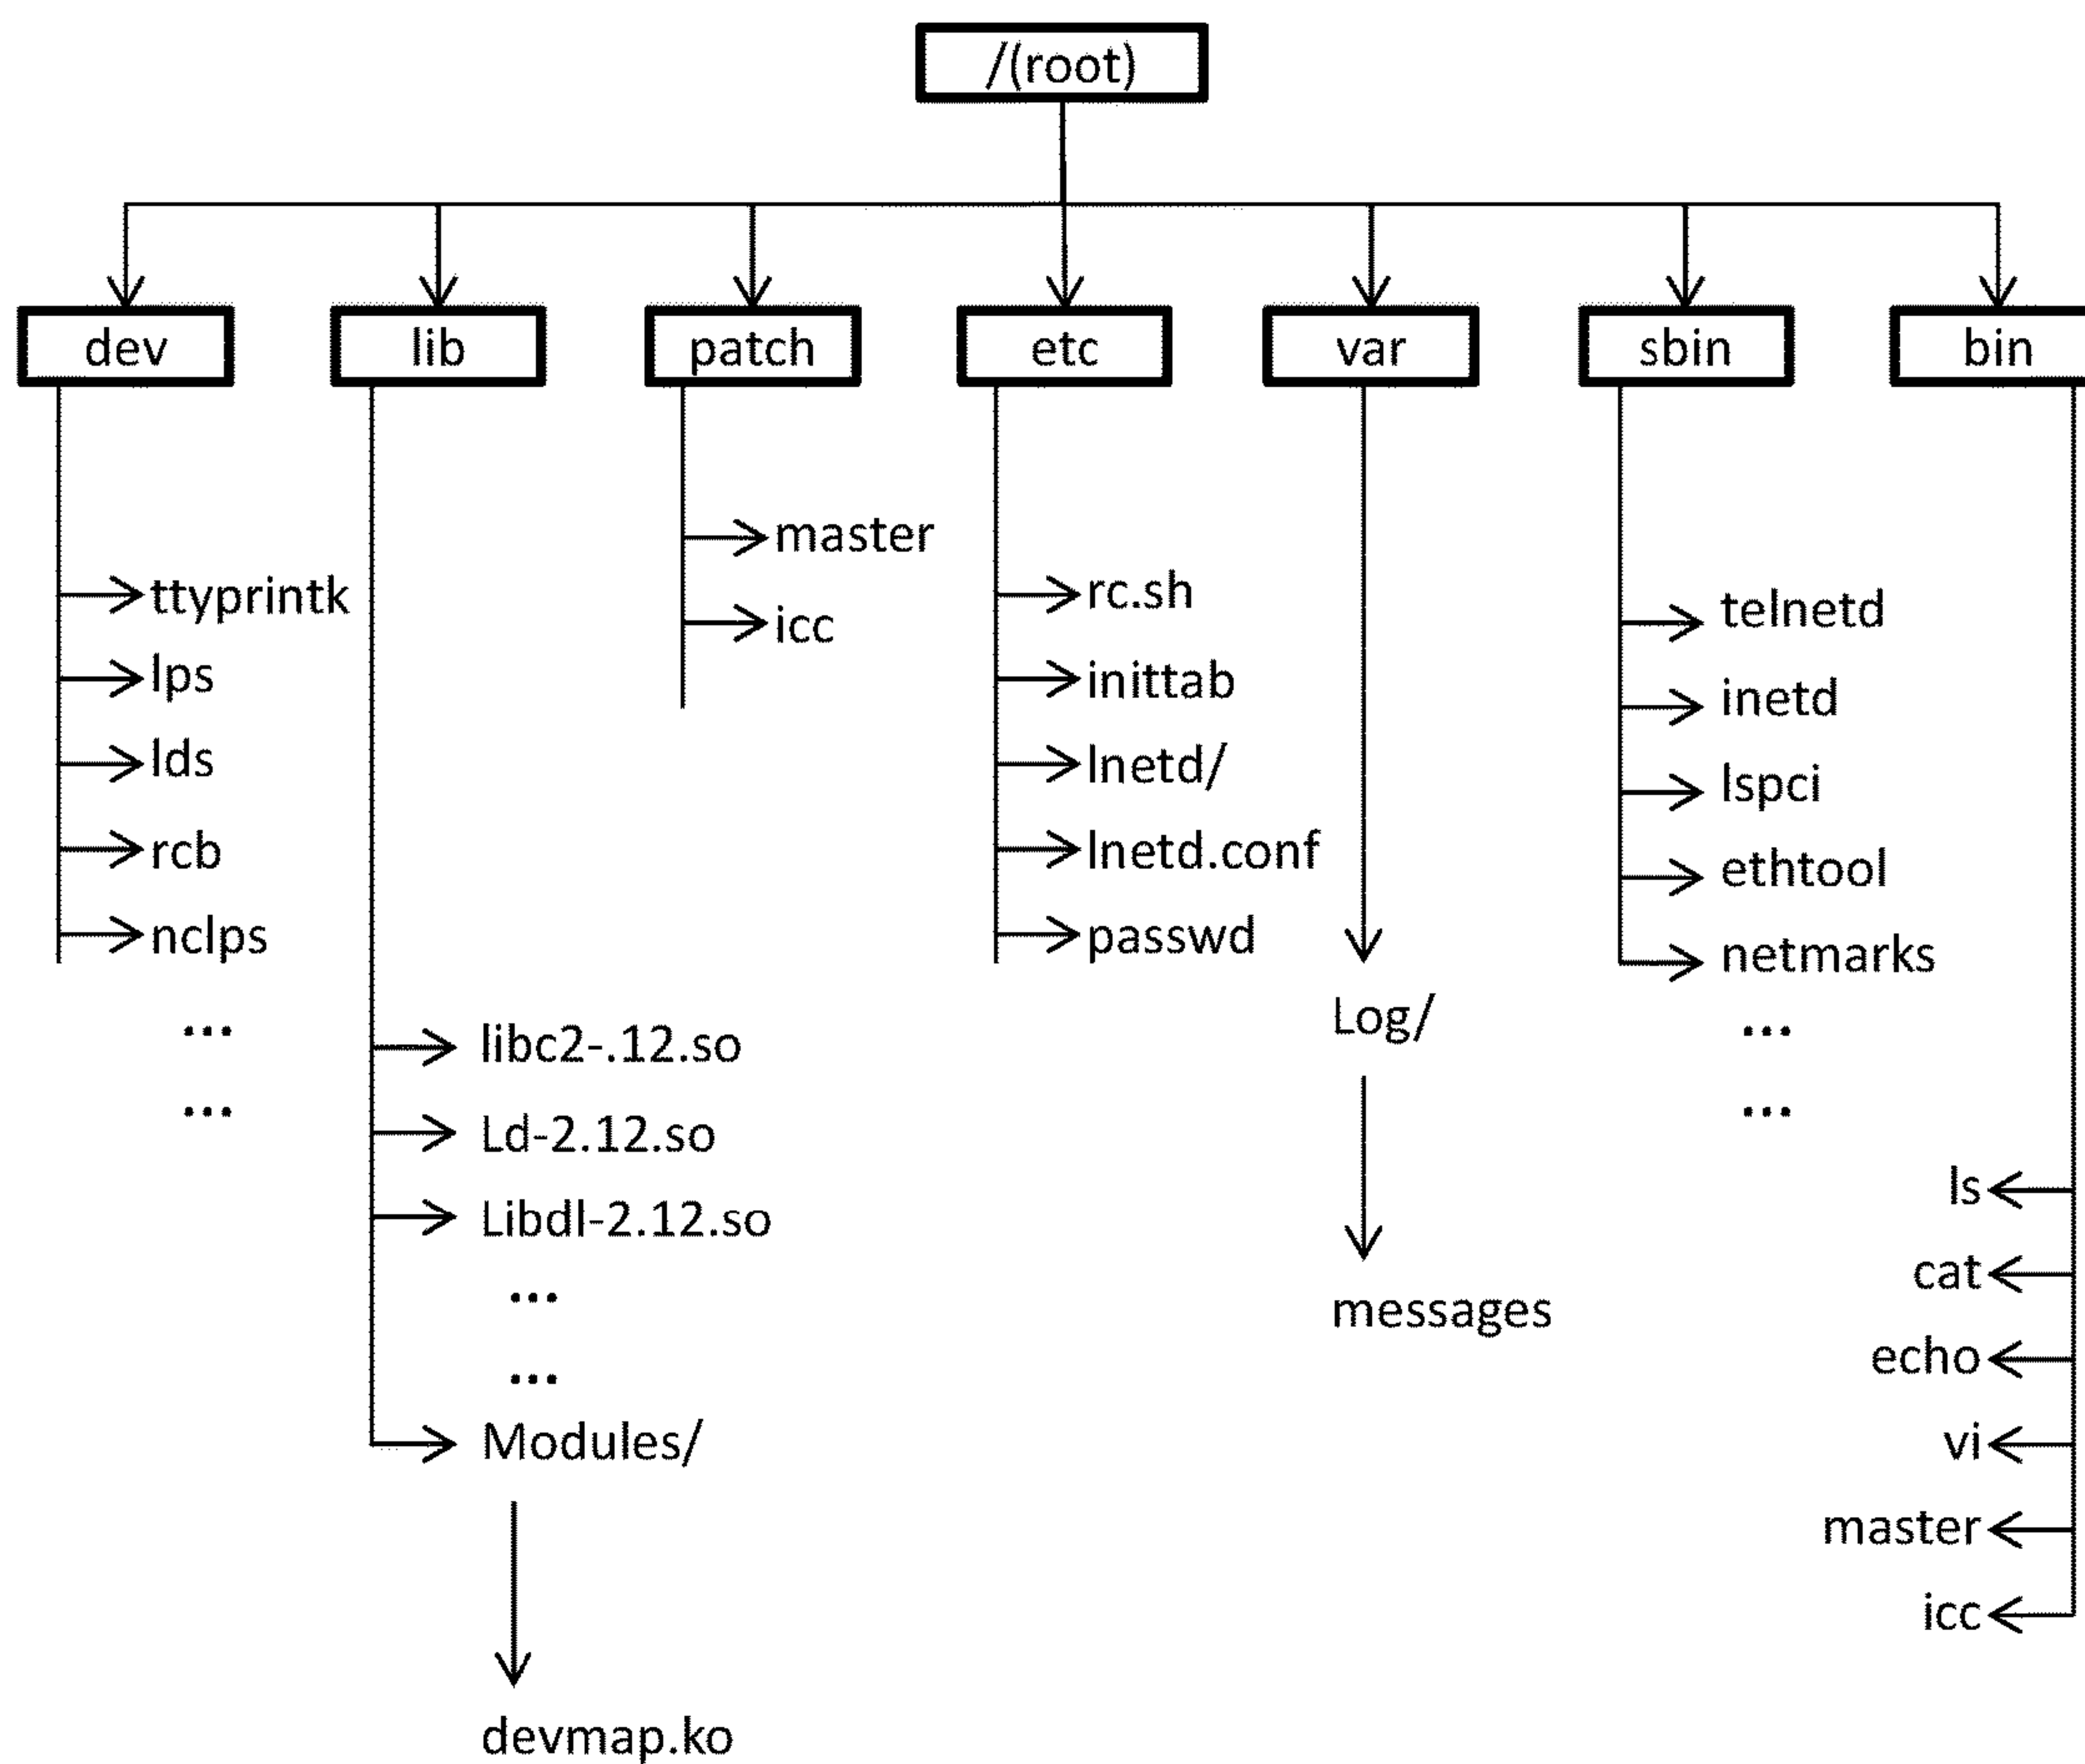 /(root)
dev
lib
patch
etc
var
sbin
bin
ttyprintk
lps
lds
rcb
nclps
...
...
libc2-.12.so
Ld-2.12.so
Libdl-2.12.so
...
...
Modules/
devmap.ko
master
icc
rc.sh
inittab
lnetd/
lnetd.conf
passwd
Log/
messages
telnetd
inetd
lspci
ethtool
netmarks
...
...
ls
cat
echo
vi
master
icc